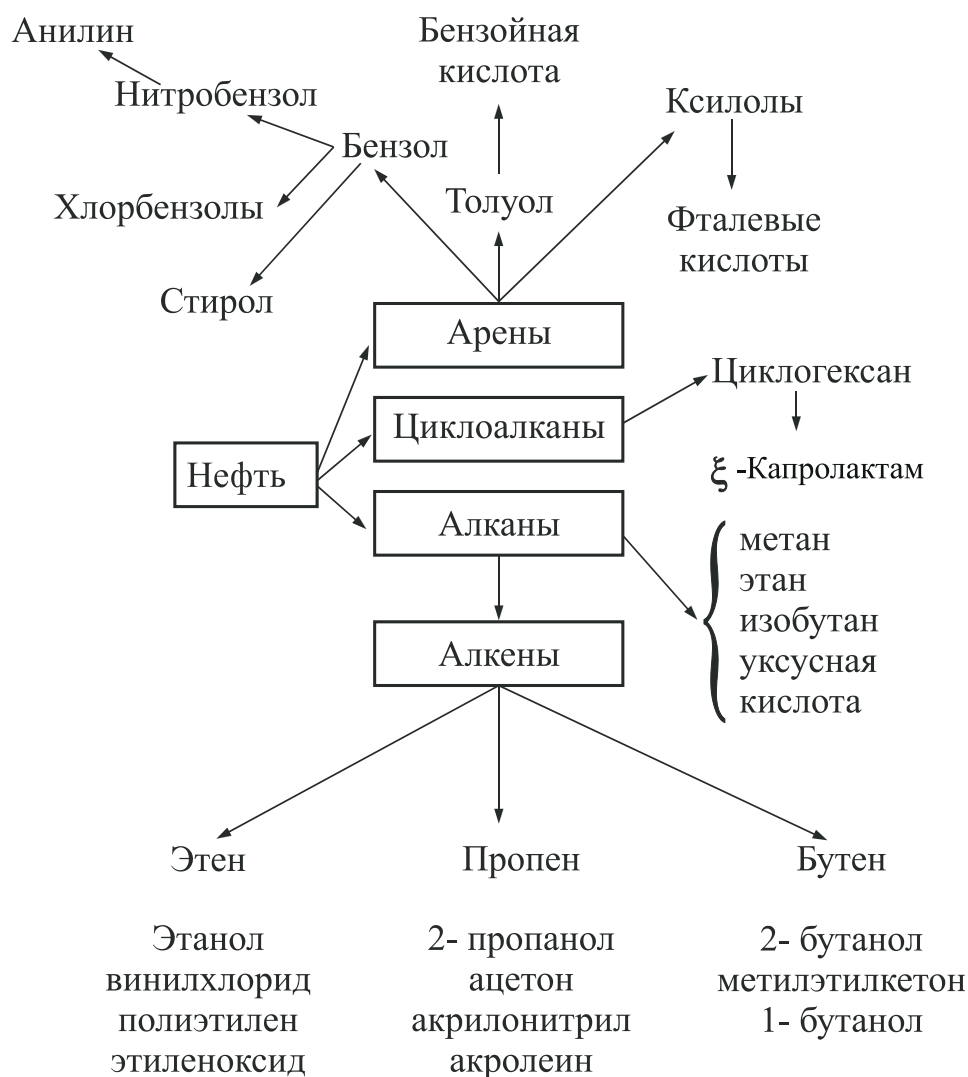 Анилин
Бензойная
кислота
Нитробензол
Ксилолы
Бензол
Хлорбензолы
Толуол
Фталевые
кислоты
Стирол
Арены
Циклогексан
Циклоалканы
Нефть
ξ -Капролактам
Алканы
метан
этан
изобутан
уксусная
кислота
Алкены
Этен
Пропен
Бутен
Этанол
винилхлорид
полиэтилен
этиленоксид
2- пропанол
ацетон
акрилонитрил
акролеин
2- бутанол
метилэтилкетон
1- бутанол